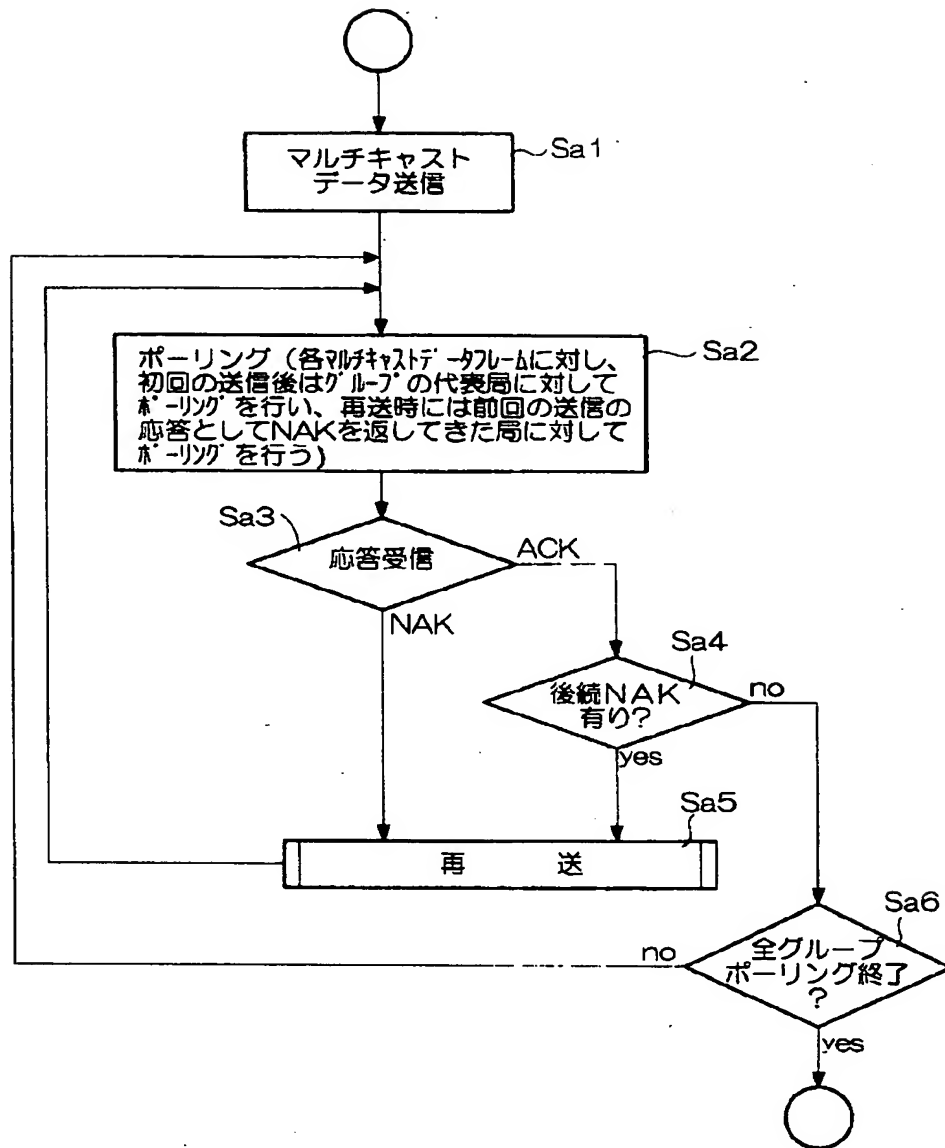 マルチキャスト
データ送信
Sa1
ポーリング（各ﾏﾙﾁｷｬｽﾄﾃﾞｰﾀﾌﾚｰﾑに対し、
初回の送信後はｸﾞﾙｰﾌﾟの代表局に対して
ﾎﾟｰﾘﾝｸﾞを行い、再送時には前回の送信の
応答としてNAKを返してきた局に対して
ﾎﾟｰﾘﾝｸﾞを行う）
Sa2
Sa3
応答受信
ACK
NAK
Sa4
後続NAK
有り?
no
yes
Sa5
再 送
Sa6
全グループ
ポーリング終了
?
no
yes